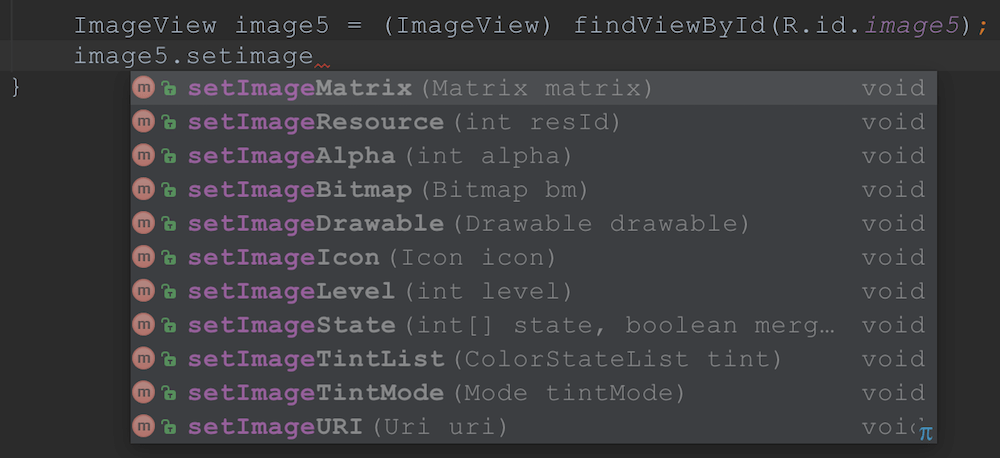 ImageView image5 = (ImageView) findViewById(R.id.image5);
image5.setimage
}
m setImageMatrix(Matrix matrix) void
m setImageResource(int resId) void
m setImageAlpha(int alpha) void
m setImageBitmap(Bitmap bm) void
m setImageDrawable(Drawable drawable) void
m setImageIcon(Icon icon) void
m setImageLevel(int level) void
m setImageState(int[] state, boolean merg… void
m setImageTintList(ColorStateList tint) void
m setImageTintMode(Mode tintMode) void
m setImageURI(Uri uri) void
π